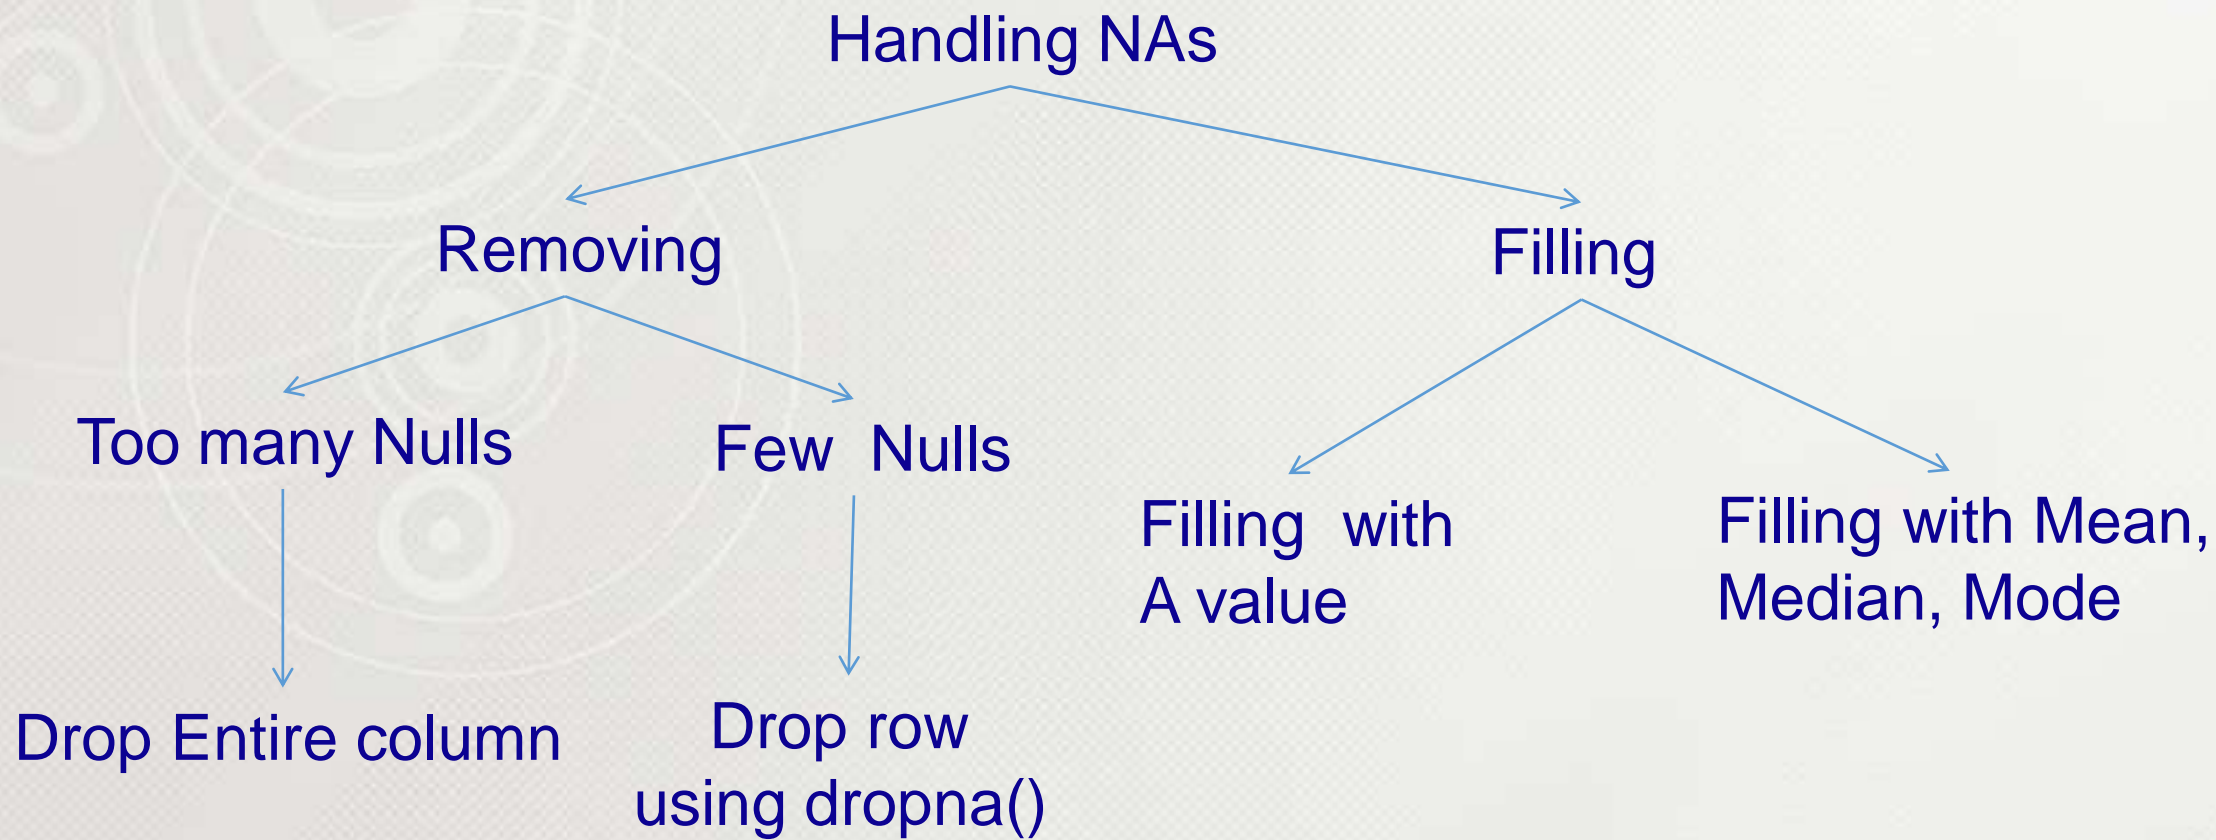 Handling NAs
Removing
Filling
Too many Nulls
Few  Nulls
Filling  with
A value
Filling with Mean,
Median, Mode
Drop Entire column
Drop row
using dropna()